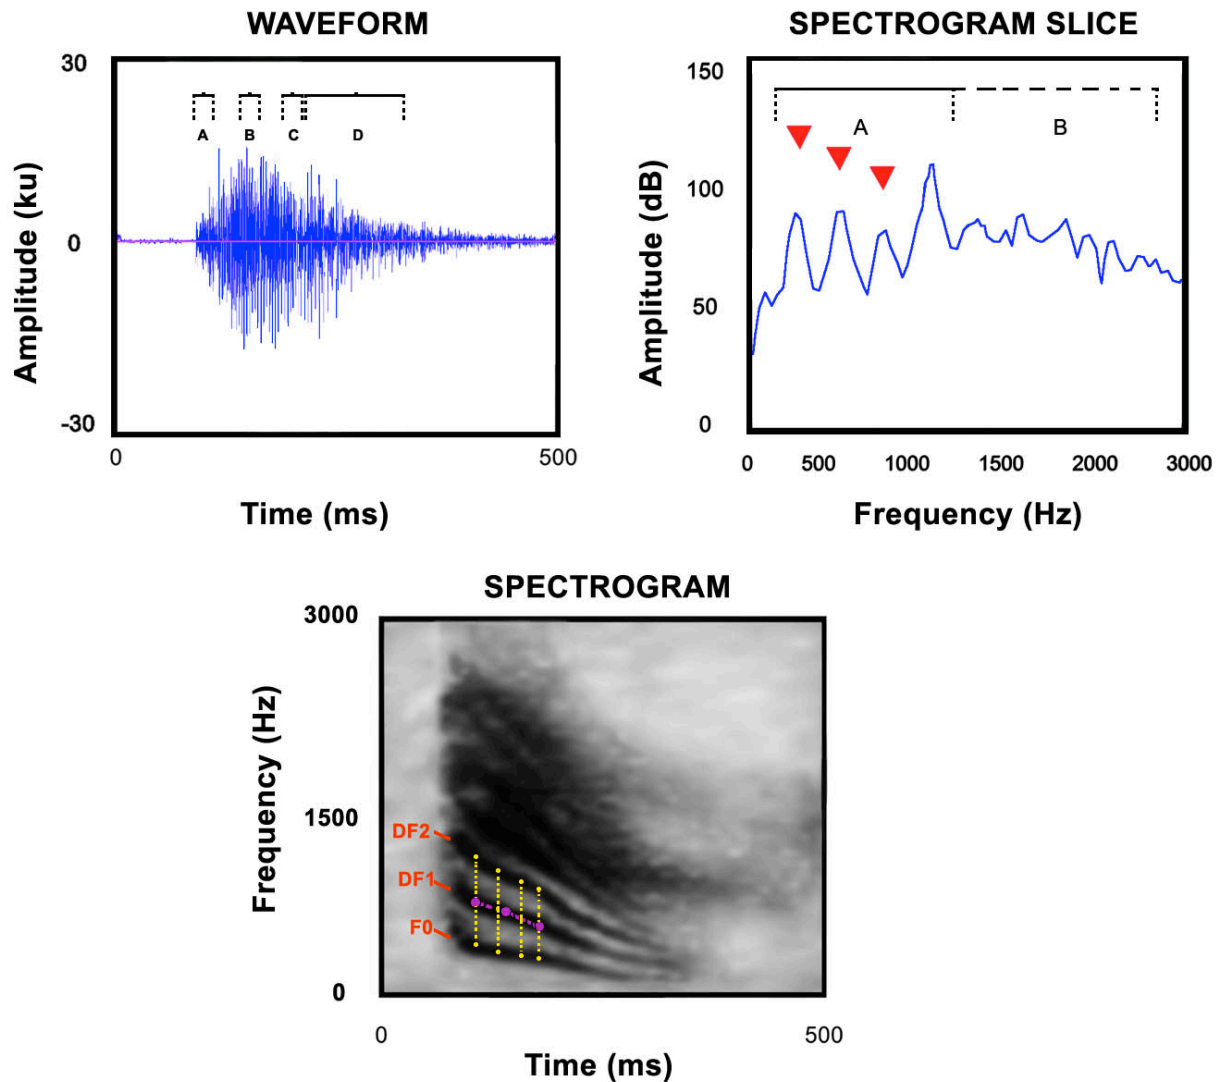 WAVEFORM
30
A B C D
0
-30
Amplitude (ku)
0 500
Time (ms)
SPECTROGRAM SLICE
150
A B
100
50
0
Amplitude (dB)
0 500 1000 1500 2000 3000
Frequency (Hz)
SPECTROGRAM
3000
1500
DF2
DF1
F0
0
Frequency (Hz)
0 500
Time (ms)